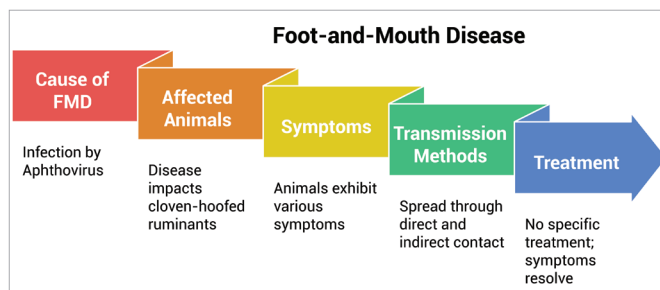 Foot-and-Mouth Disease
Cause of
FMD
Infection by
Aphthovirus
Affected
Animals
Disease
impacts
cloven-hoofed
ruminants
Symptoms
Animals exhibit
various
symptoms
Transmission
Methods
Spread through
direct and
indirect contact
Treatment
No specific
treatment;
symptoms
resolve